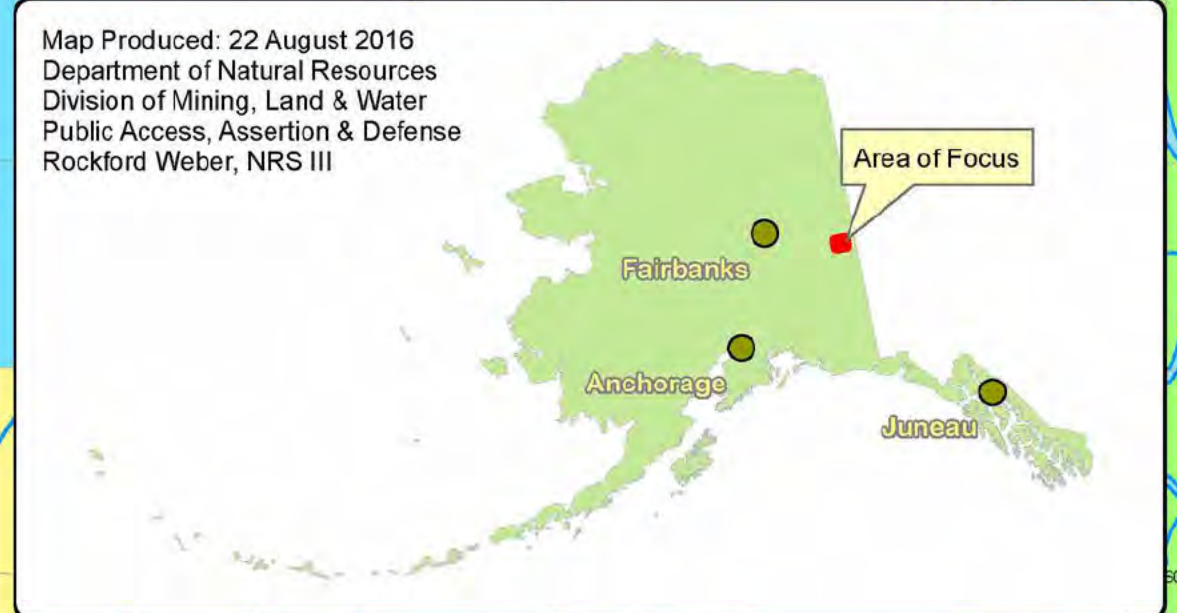 Map Produced: 22 August 2016
Department of Natural Resources
Division of Mining, Land & Water
Public Access, Assertion & Defense
Rockford Weber, NRS III
Area of Focus
Fairbanks
Anchorage
Juneau